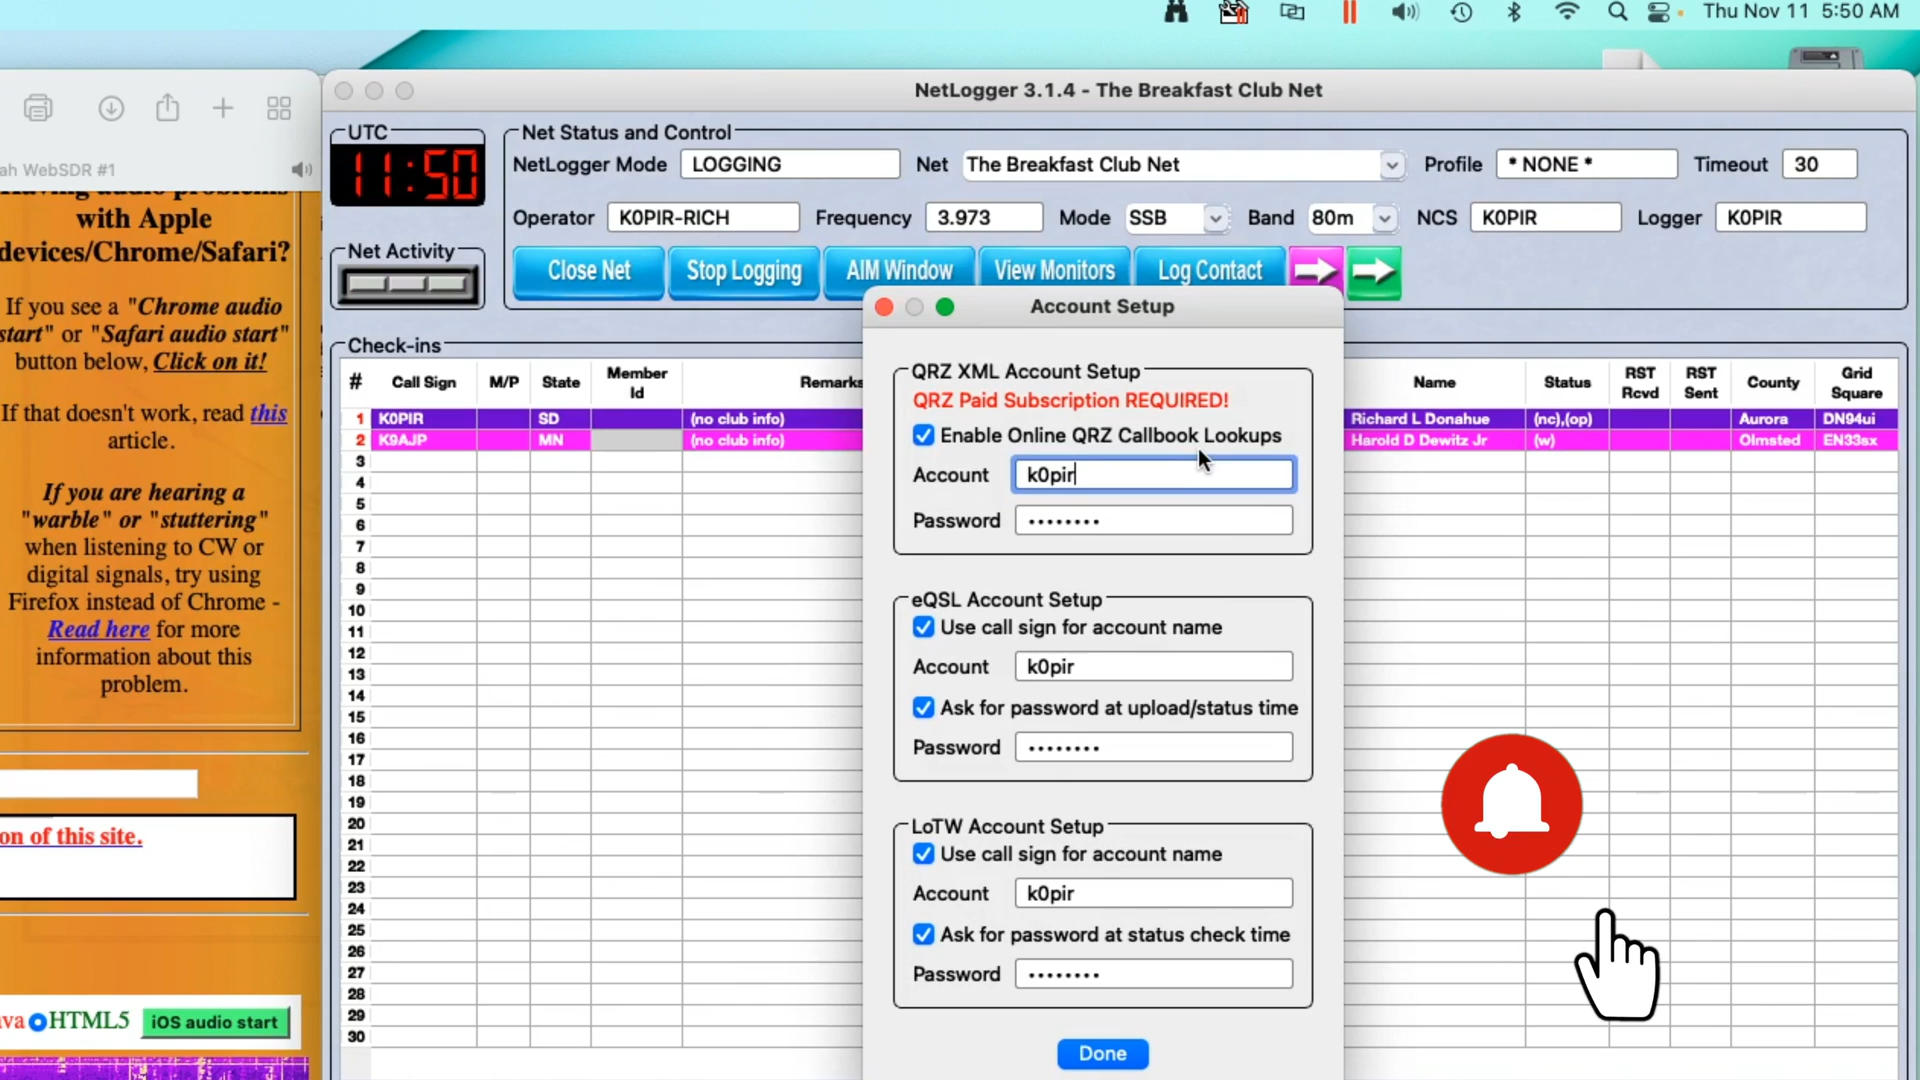 Thu Nov 11 5:50 AM
ah WebSDR #1
with Apple
devices/Chrome/Safari?
If you see a "Chrome audio
start" or "Safari audio start"
button below, Click on it!
If that doesn't work, read this
article.
If you are hearing a
"warble" or "stuttering"
when listening to CW or
digital signals, try using
Firefox instead of Chrome -
Read here for more
information about this
problem.
on of this site.
va HTML5 iOS audio start
NetLogger 3.1.4 - The Breakfast Club Net
UTC
11:50
Net Activity
Net Status and Control
NetLogger Mode LOGGING Net The Breakfast Club Net Profile * NONE * Timeout 30
Operator K0PIR-RICH Frequency 3.973 Mode SSB Band 80m NCS K0PIR Logger K0PIR
Close Net Stop Logging AIM Window View Monitors Log Contact
Check-ins
# Call Sign M/P State Member Id Remarks Name Status RST Rcvd RST Sent County Grid Square
1 K0PIR SD (no club info) Richard L Donahue (nc),(op) Aurora DN94ui
2 K9AJP MN (no club info) Harold D Dewitz Jr (w) Olmsted EN33sx
3
4
5
6
7
8
9
10
11
12
13
14
15
16
17
18
19
20
21
22
23
24
25
26
27
28
29
30
Account Setup
QRZ XML Account Setup
QRZ Paid Subscription REQUIRED!
Enable Online QRZ Callbook Lookups
Account k0pir
Password ••••••••
eQSL Account Setup
Use call sign for account name
Account k0pir
Ask for password at upload/status time
Password ••••••••
LoTW Account Setup
Use call sign for account name
Account k0pir
Ask for password at status check time
Password ••••••••
Done